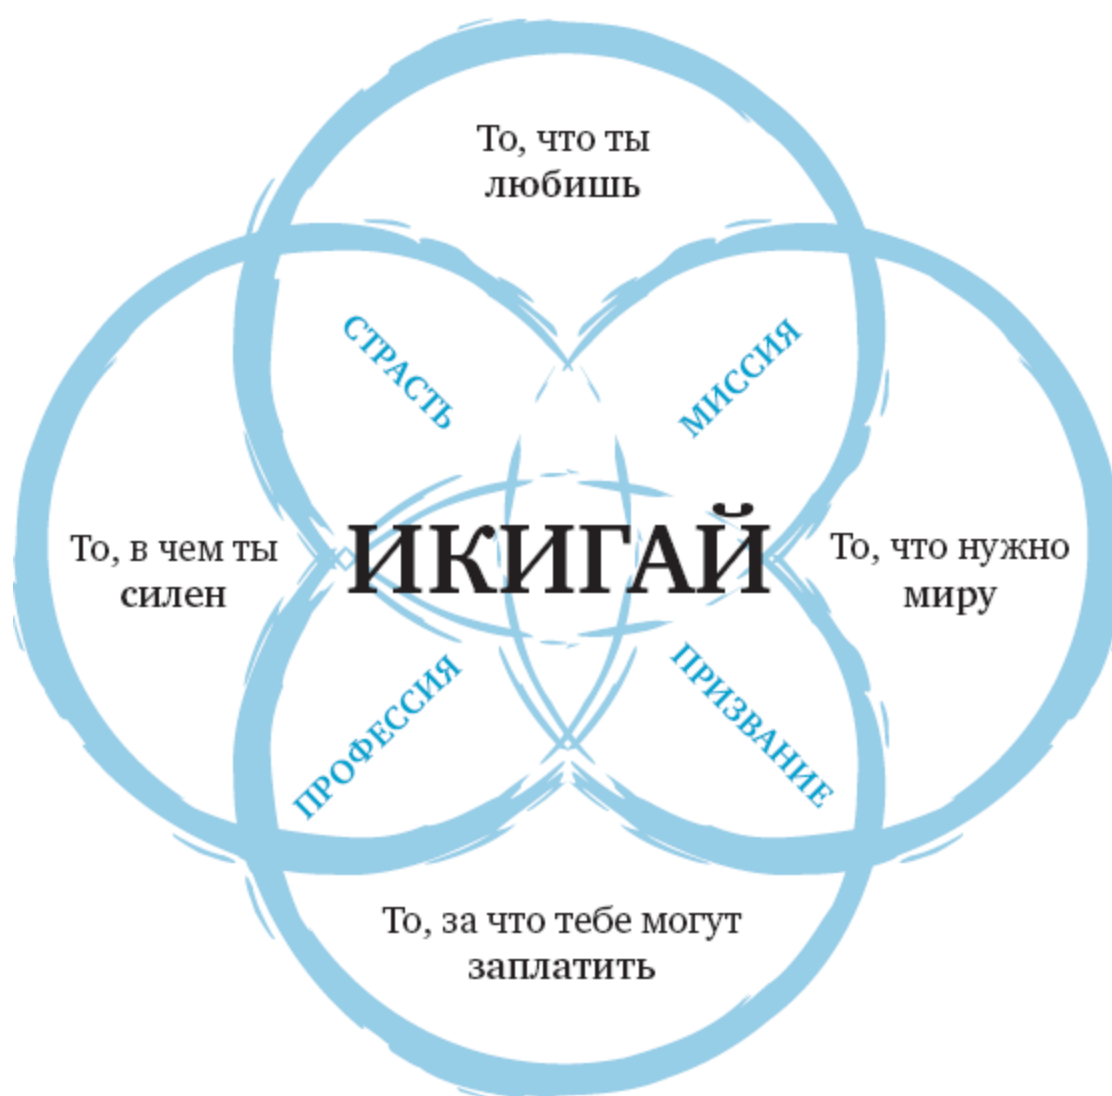 То, что ты
любишь
СТРАСТЬ
МИССИЯ
То, в чем ты
силен
ИКИГАЙ
То, что нужно
миру
ПРОФЕССИЯ
ПРИЗВАНИЕ
То, за что тебе могут
заплатить